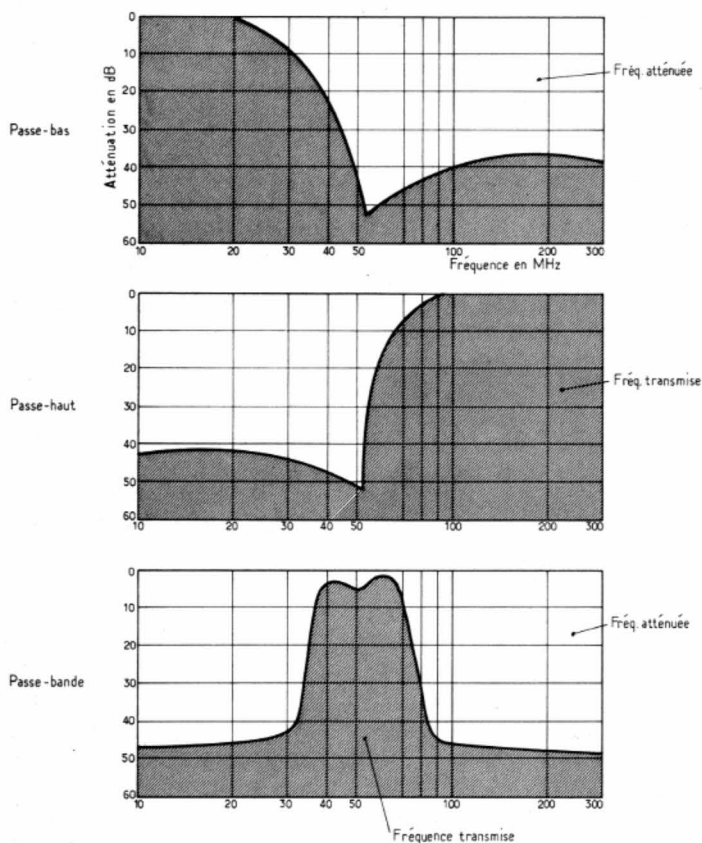 0
10
20
30
40
50
60
Atténuation en dB
Passe-bas
Fréq. atténuée
10 20 30 40 50 100 200 300
Fréquence en MHz
0
10
20
30
40
50
60
Passe-haut
Fréq. transmise
10 20 30 40 50 100 200 300
0
10
20
30
40
50
60
Passe-bande
Fréq. atténuée
10 20 30 40 50 100 200 300
Fréquence transmise